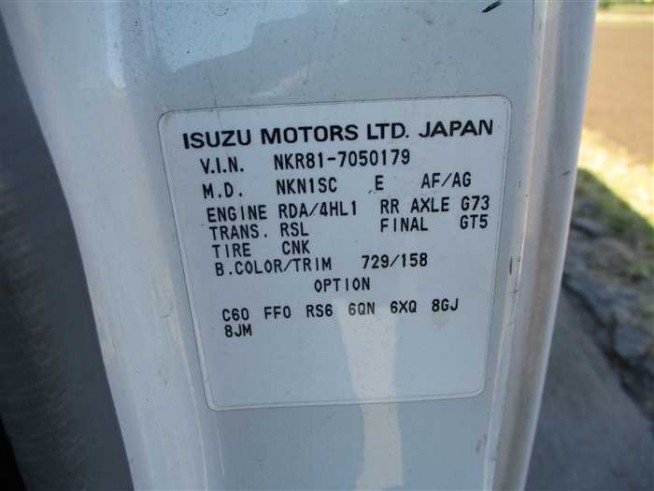 ISUZU MOTORS LTD. JAPAN
V.I.N. NKR81-7050179
M.D. NKN1SC E AF/AG
ENGINE RDA/4HL1 RR AXLE G73
TRANS. RSL FINAL GT5
TIRE CNK
B.COLOR/TRIM 729/158
OPTION
C60 FF0 RS6 6QN 6XQ 8GJ
8JM